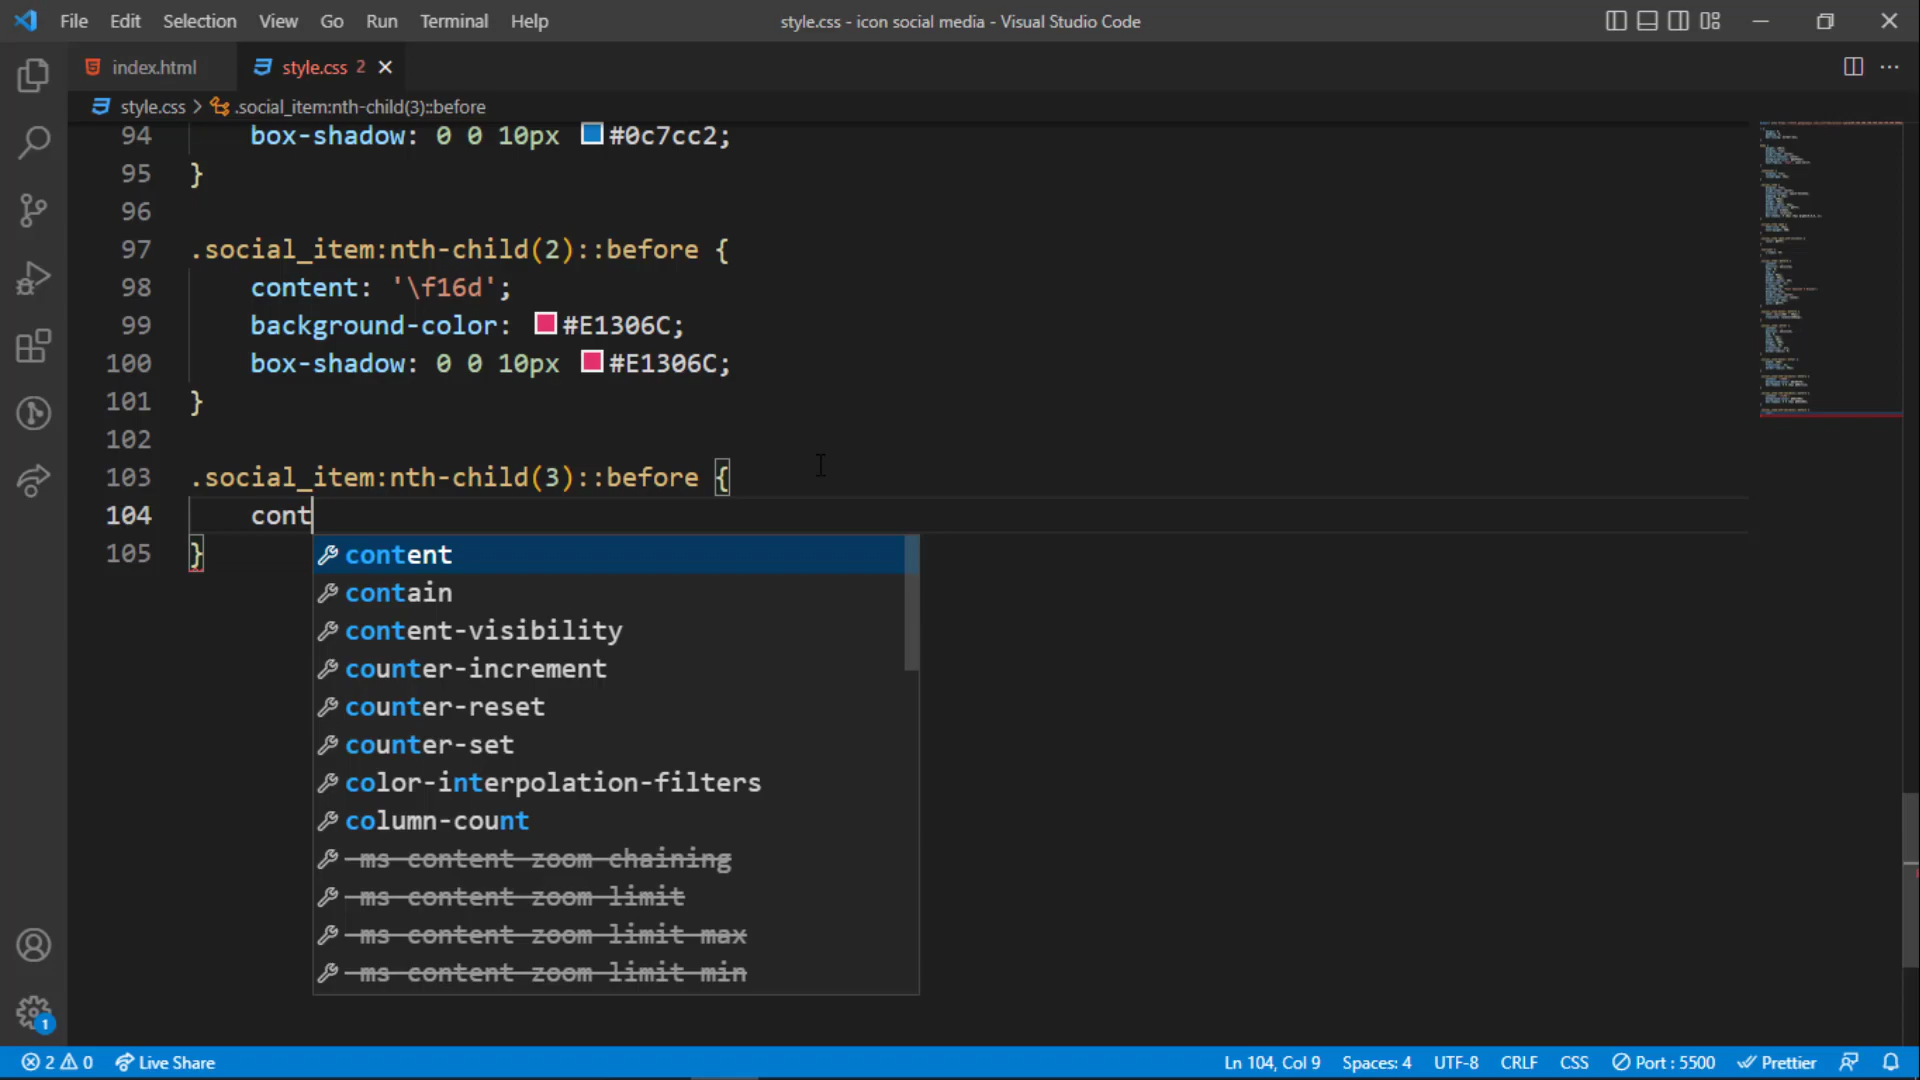 File Edit Selection View Go Run Terminal Help
style.css - icon social media - Visual Studio Code
index.html
style.css 2
style.css > .social_item:nth-child(3)::before
94 box-shadow: 0 0 10px #0c7cc2;
95 }
96
97 .social_item:nth-child(2)::before {
98 content: '\f16d';
99 background-color: #E1306C;
100 box-shadow: 0 0 10px #E1306C;
101 }
102
103 .social_item:nth-child(3)::before {
104 cont
105 }
content
contain
content-visibility
counter-increment
counter-reset
counter-set
color-interpolation-filters
column-count
-ms-content-zoom-chaining
-ms-content-zoom-limit
-ms-content-zoom-limit-max
-ms-content-zoom-limit-min
1
2 0 Live Share
Ln 104, Col 9 Spaces: 4 UTF-8 CRLF CSS Port : 5500 Prettier